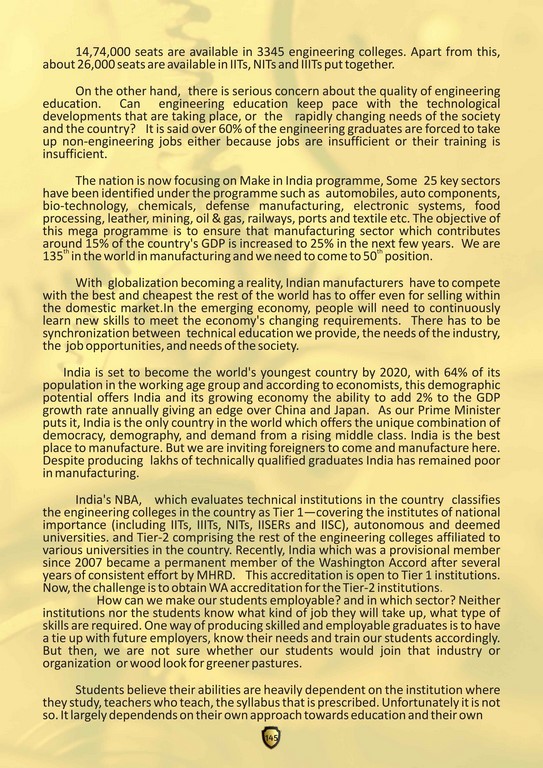 14,74,000 seats are available in 3345 engineering colleges. Apart from this,
about 26,000 seats are available in IITs, NITs and IIITs put together.
On the other hand, there is serious concern about the quality of engineering
education. Can engineering education keep pace with the technological
developments that are taking place, or the rapidly changing needs of the society
and the country? It is said over 60% of the engineering graduates are forced to take
up non-engineering jobs either because jobs are insufficient or their training is
insufficient.
The nation is now focusing on Make in India programme, Some 25 key sectors
have been identified under the programme such as automobiles, auto components,
bio-technology, chemicals, defense manufacturing, electronic systems, food
processing, leather, mining, oil & gas, railways, ports and textile etc. The objective of
this mega programme is to ensure that manufacturing sector which contributes
around 15% of the country's GDP is increased to 25% in the next few years. We are
135th in the world in manufacturing and we need to come to 50th position.
With globalization becoming a reality, Indian manufacturers have to compete
with the best and cheapest the rest of the world has to offer even for selling within
the domestic market.In the emerging economy, people will need to continuously
learn new skills to meet the economy's changing requirements. There has to be
synchronization between technical education we provide, the needs of the industry,
the job opportunities, and needs of the society.
India is set to become the world's youngest country by 2020, with 64% of its
population in the working age group and according to economists, this demographic
potential offers India and its growing economy the ability to add 2% to the GDP
growth rate annually giving an edge over China and Japan. As our Prime Minister
puts it, India is the only country in the world which offers the unique combination of
democracy, demography, and demand from a rising middle class. India is the best
place to manufacture. But we are inviting foreigners to come and manufacture here.
Despite producing lakhs of technically qualified graduates India has remained poor
in manufacturing.
India's NBA, which evaluates technical institutions in the country classifies
the engineering colleges in the country as Tier 1—covering the institutes of national
importance (including IITs, IIITs, NITs, IISERs and IISC), autonomous and deemed
universities. and Tier-2 comprising the rest of the engineering colleges affiliated to
various universities in the country. Recently, India which was a provisional member
since 2007 became a permanent member of the Washington Accord after several
years of consistent effort by MHRD. This accreditation is open to Tier 1 institutions.
Now, the challenge is to obtain WA accreditation for the Tier-2 institutions.
How can we make our students employable? and in which sector? Neither
institutions nor the students know what kind of job they will take up, what type of
skills are required. One way of producing skilled and employable graduates is to have
a tie up with future employers, know their needs and train our students accordingly.
But then, we are not sure whether our students would join that industry or
organization or wood look for greener pastures.
Students believe their abilities are heavily dependent on the institution where
they study, teachers who teach, the syllabus that is prescribed. Unfortunately it is not
so. It largely dependends on their own approach towards education and their own
145